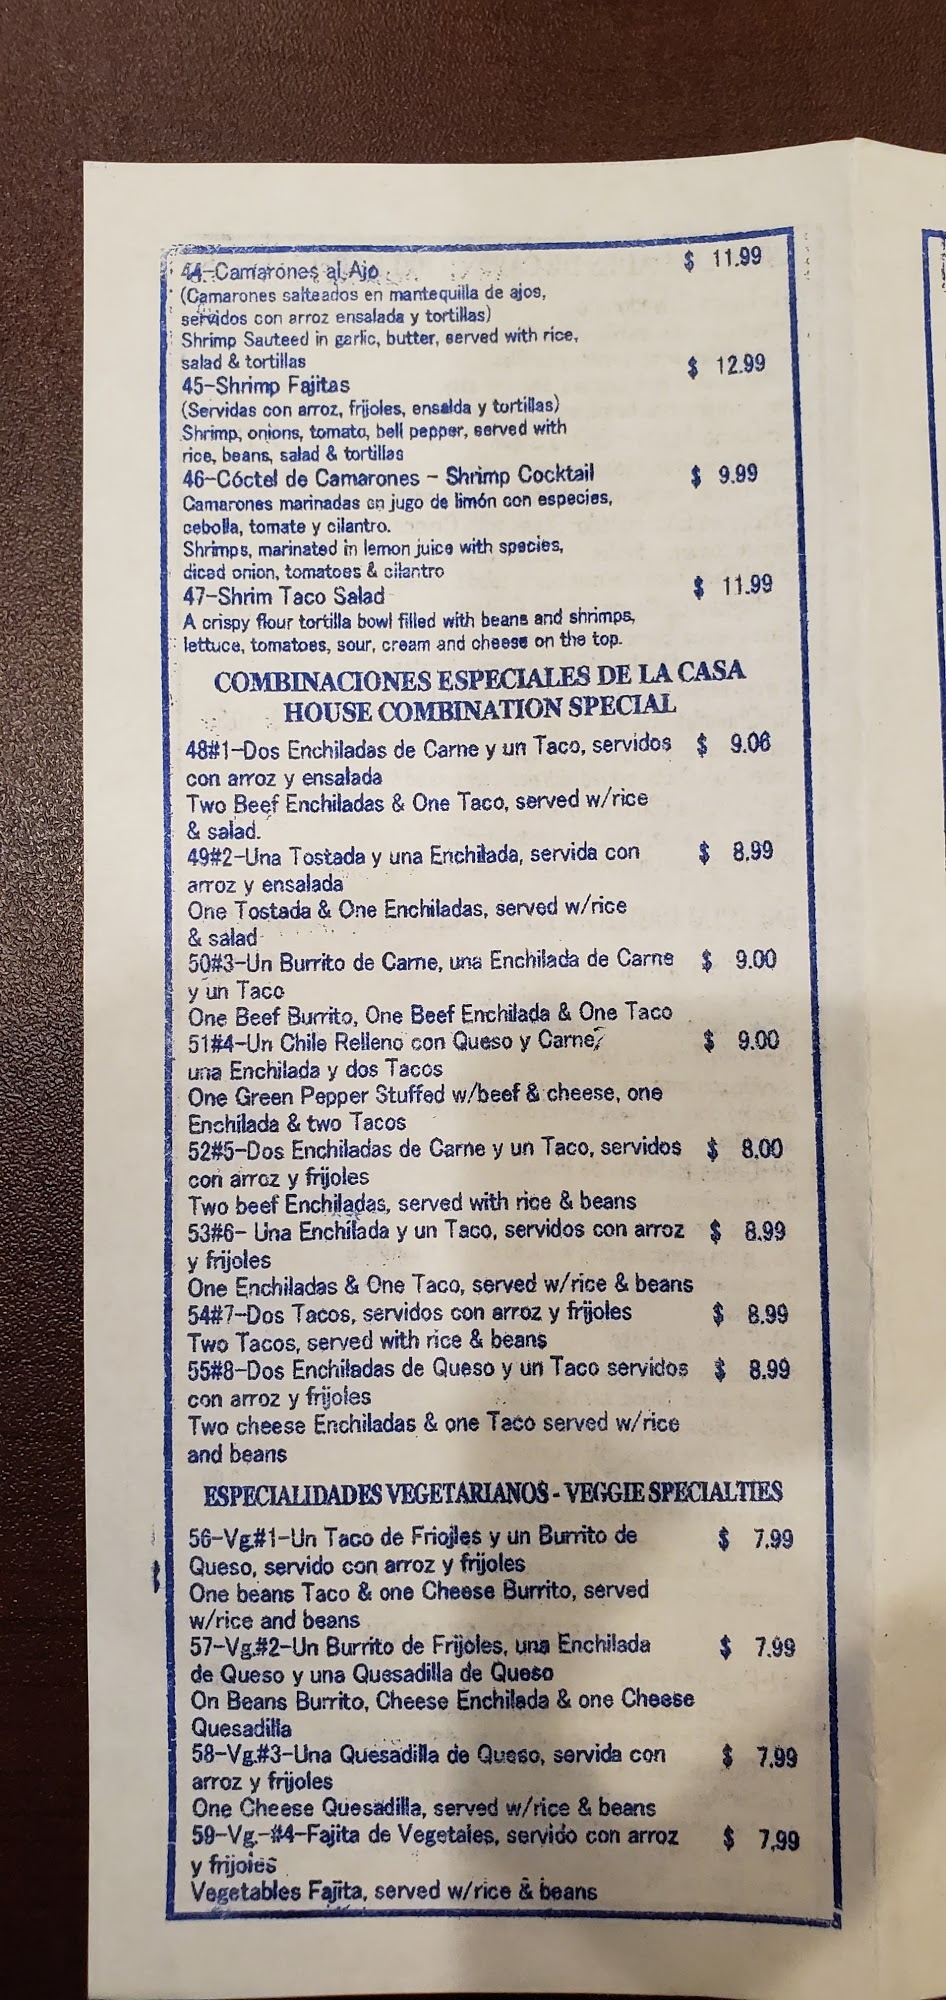 44-Camarones al Ajo $ 11.99
(Camarones salteados en mantequilla de ajos,
servidos con arroz ensalada y tortillas)
Shrimp Sauteed in garlic, butter, served with rice,
salad & tortillas
45-Shrimp Fajitas $ 12.99
(Servidas con arroz, frijoles, ensalda y tortillas)
Shrimp, onions, tomato, bell pepper, served with
rice, beans, salad & tortillas
46-Cóctel de Camarones - Shrimp Cocktail $ 9.99
Camarones marinadas en jugo de limón con especies,
cebolla, tomate y cilantro.
Shrimps, marinated in lemon juice with species,
diced onion, tomatoes & cilantro
47-Shrim Taco Salad $ 11.99
A crispy flour tortilla bowl filled with beans and shrimps,
lettuce, tomatoes, sour, cream and cheese on the top.
COMBINACIONES ESPECIALES DE LA CASA
HOUSE COMBINATION SPECIAL
48#1-Dos Enchiladas de Carne y un Taco, servidos $ 9.06
con arroz y ensalada
Two Beef Enchiladas & One Taco, served w/rice
& salad.
49#2-Una Tostada y una Enchilada, servida con $ 8.99
arroz y ensalada
One Tostada & One Enchiladas, served w/rice
& salad
50#3-Un Burrito de Carne, una Enchilada de Carne $ 9.00
y un Taco
One Beef Burrito, One Beef Enchilada & One Taco
51#4-Un Chile Relleno con Queso y Carne, $ 9.00
una Enchilada y dos Tacos
One Green Pepper Stuffed w/beef & cheese, one
Enchilada & two Tacos
52#5-Dos Enchiladas de Carne y un Taco, servidos $ 8.00
con arroz y frijoles
Two beef Enchiladas, served with rice & beans
53#6- Una Enchilada y un Taco, servidos con arroz $ 8.99
y frijoles
One Enchiladas & One Taco, served w/rice & beans
54#7-Dos Tacos, servidos con arroz y frijoles $ 8.99
Two Tacos, served with rice & beans
55#8-Dos Enchiladas de Queso y un Taco servidos $ 8.99
con arroz y frijoles
Two cheese Enchiladas & one Taco served w/rice
and beans
ESPECIALIDADES VEGETARIANOS - VEGGIE SPECIALTIES
56-Vg.#1-Un Taco de Friojles y un Burrito de $ 7.99
Queso, servido con arroz y frijoles
One beans Taco & one Cheese Burrito, served
w/rice and beans
57-Vg.#2-Un Burrito de Frijoles, una Enchilada $ 7.99
de Queso y una Quesadilla de Queso
On Beans Burrito, Cheese Enchilada & one Cheese
Quesadilla
58-Vg.#3-Una Quesadilla de Queso, servida con $ 7.99
arroz y frijoles
One Cheese Quesadilla, served w/rice & beans
59-Vg.-#4-Fajita de Vegetales, servido con arroz $ 7,99
y frijoles
Vegetables Fajita, served w/rice & beans